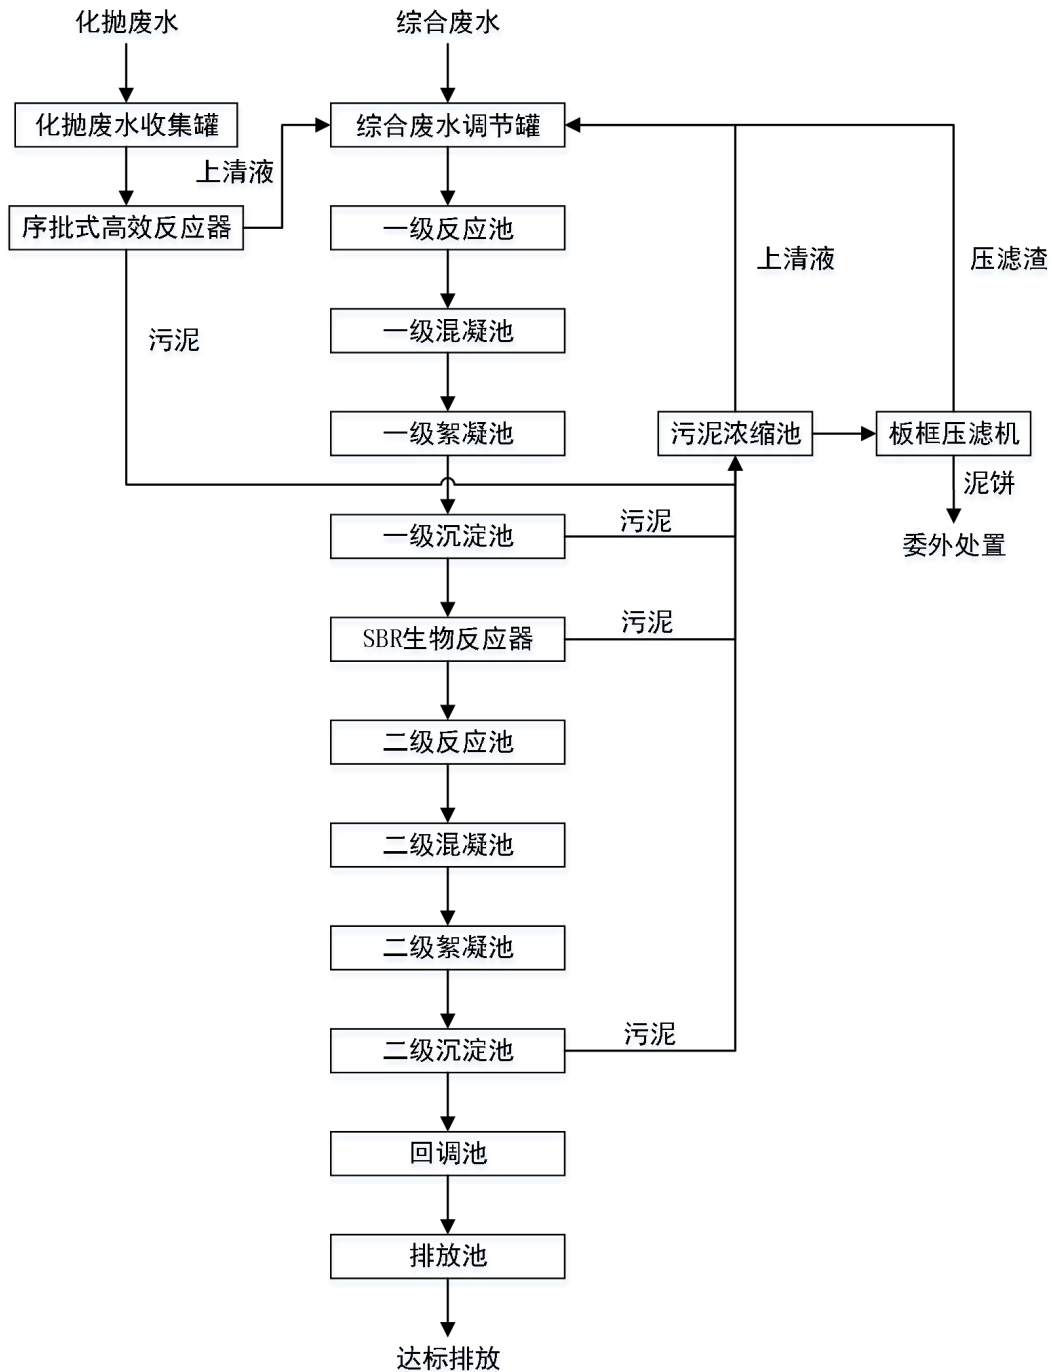 化抛废水
综合废水
化抛废水收集罐
综合废水调节罐
上清液
序批式高效反应器
一级反应池
上清液
压滤渣
污泥
一级混凝池
一级絮凝池
污泥浓缩池
板框压滤机
泥饼
一级沉淀池
污泥
委外处置
SBR生物反应器
污泥
二级反应池
二级混凝池
二级絮凝池
二级沉淀池
污泥
回调池
排放池
达标排放